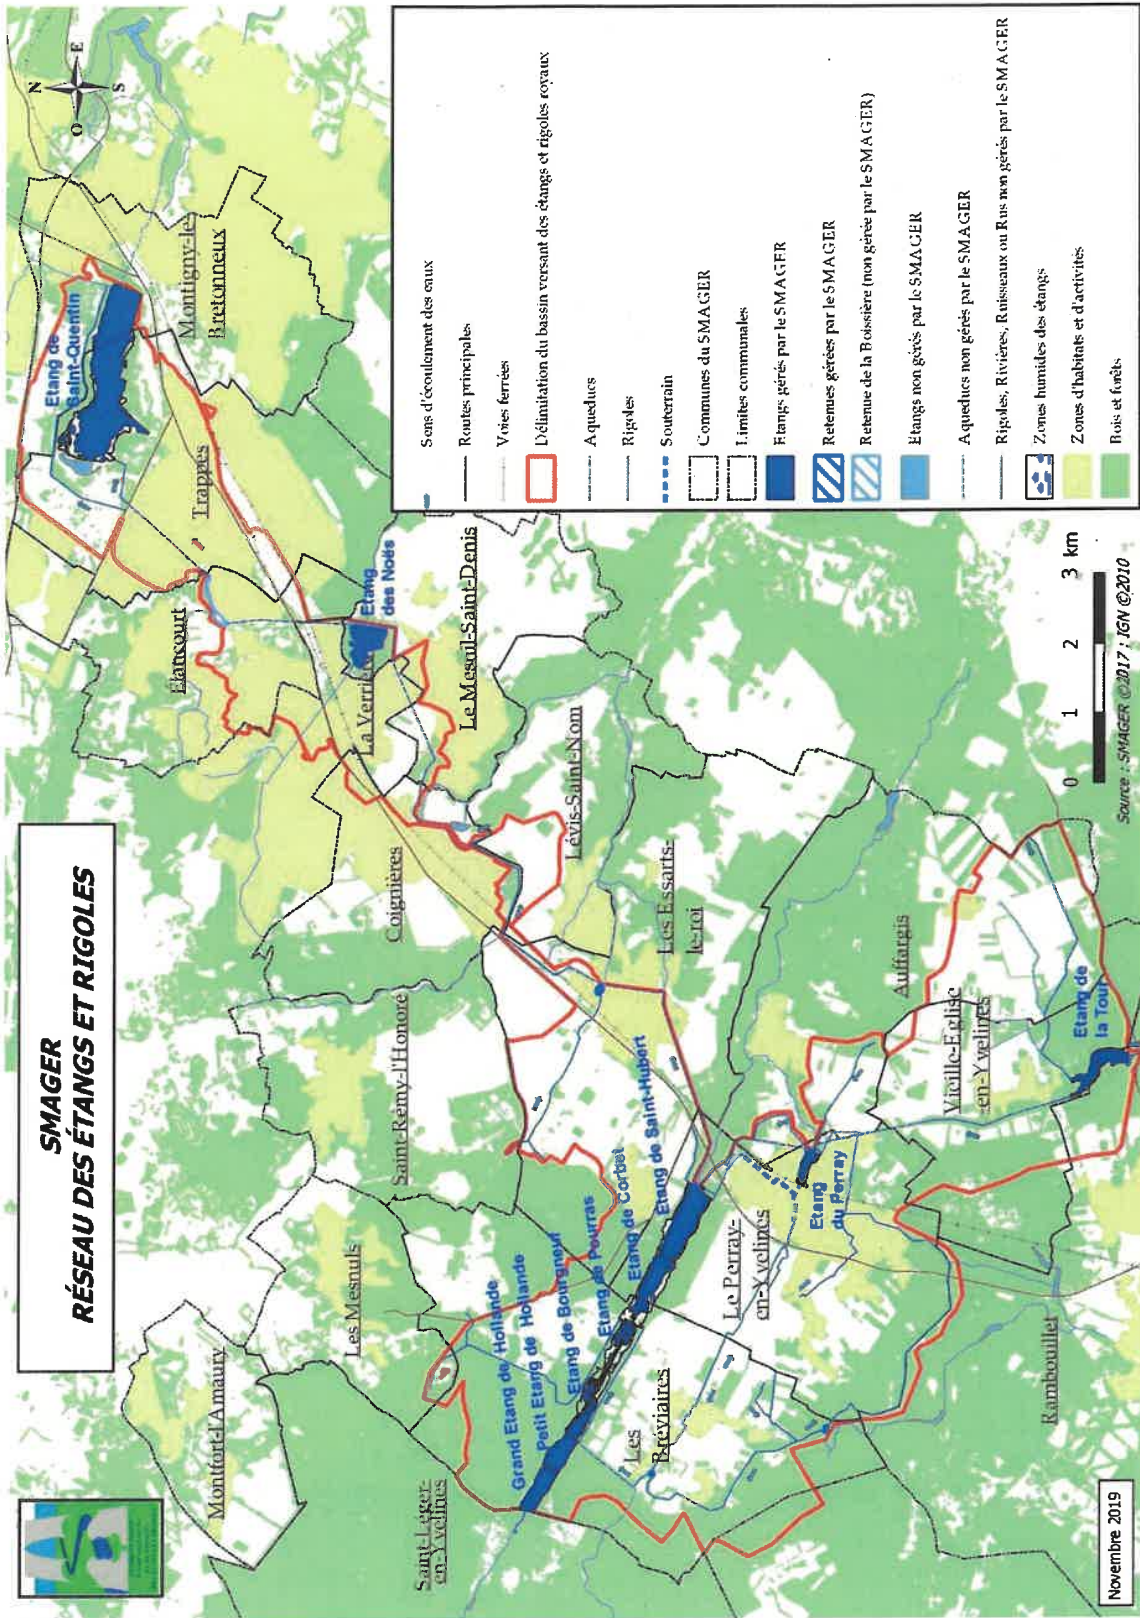 SMAGER
RÉSEAU DES ÉTANGS ET RIGOLES
N
E
S
O
Montfort-l'Amaury
Les Mesnuls
Saint-Rémy-l'Honoré
Coignières
Élancourt
Trappes
Etang de
Saint-Quentin
Montigny-le
Bretonneux
La Verrière
Etang
des Noës
Le Mesnil-Saint-Denis
Lévis-Saint-Nom
Les Essarts-
le-roi
Saint-Léger-
en-Yvelines
Grand Etang de Hollande
Petit Etang de Hollande
Etang de Bourgneuf
Etang de Pourras
Etang de Corbet
Etang de Saint-Hubert
Les
Bréviaires
Le Perray-
en-Yvelines
Etang
du Perray
Auffargis
Vieille-Eglise
-en-Yvelines
Etang de
la Tour
Rambouillet
Sens d'écoulement des eaux
Routes principales
Voies ferrées
Délimitation du bassin versant des étangs et rigoles royaux
Aqueducs
Rigoles
Souterrain
Communes du SMAGER
Limites communales
Etangs gérés par le SMAGER
Retenues gérées par le SMAGER
Retenue de la Boissière (non gérée par le SMAGER)
Etangs non gérés par le SMAGER
Aqueducs non gérés par le SMAGER
Rigoles, Rivières, Ruisseaux ou Rus non gérés par le SMAGER
Zones humides des étangs
Zones d'habitats et d'activités
Bois et forêts
0 1 2 3 km
Source : SMAGER ©2017 ; IGN ©2010
Novembre 2019